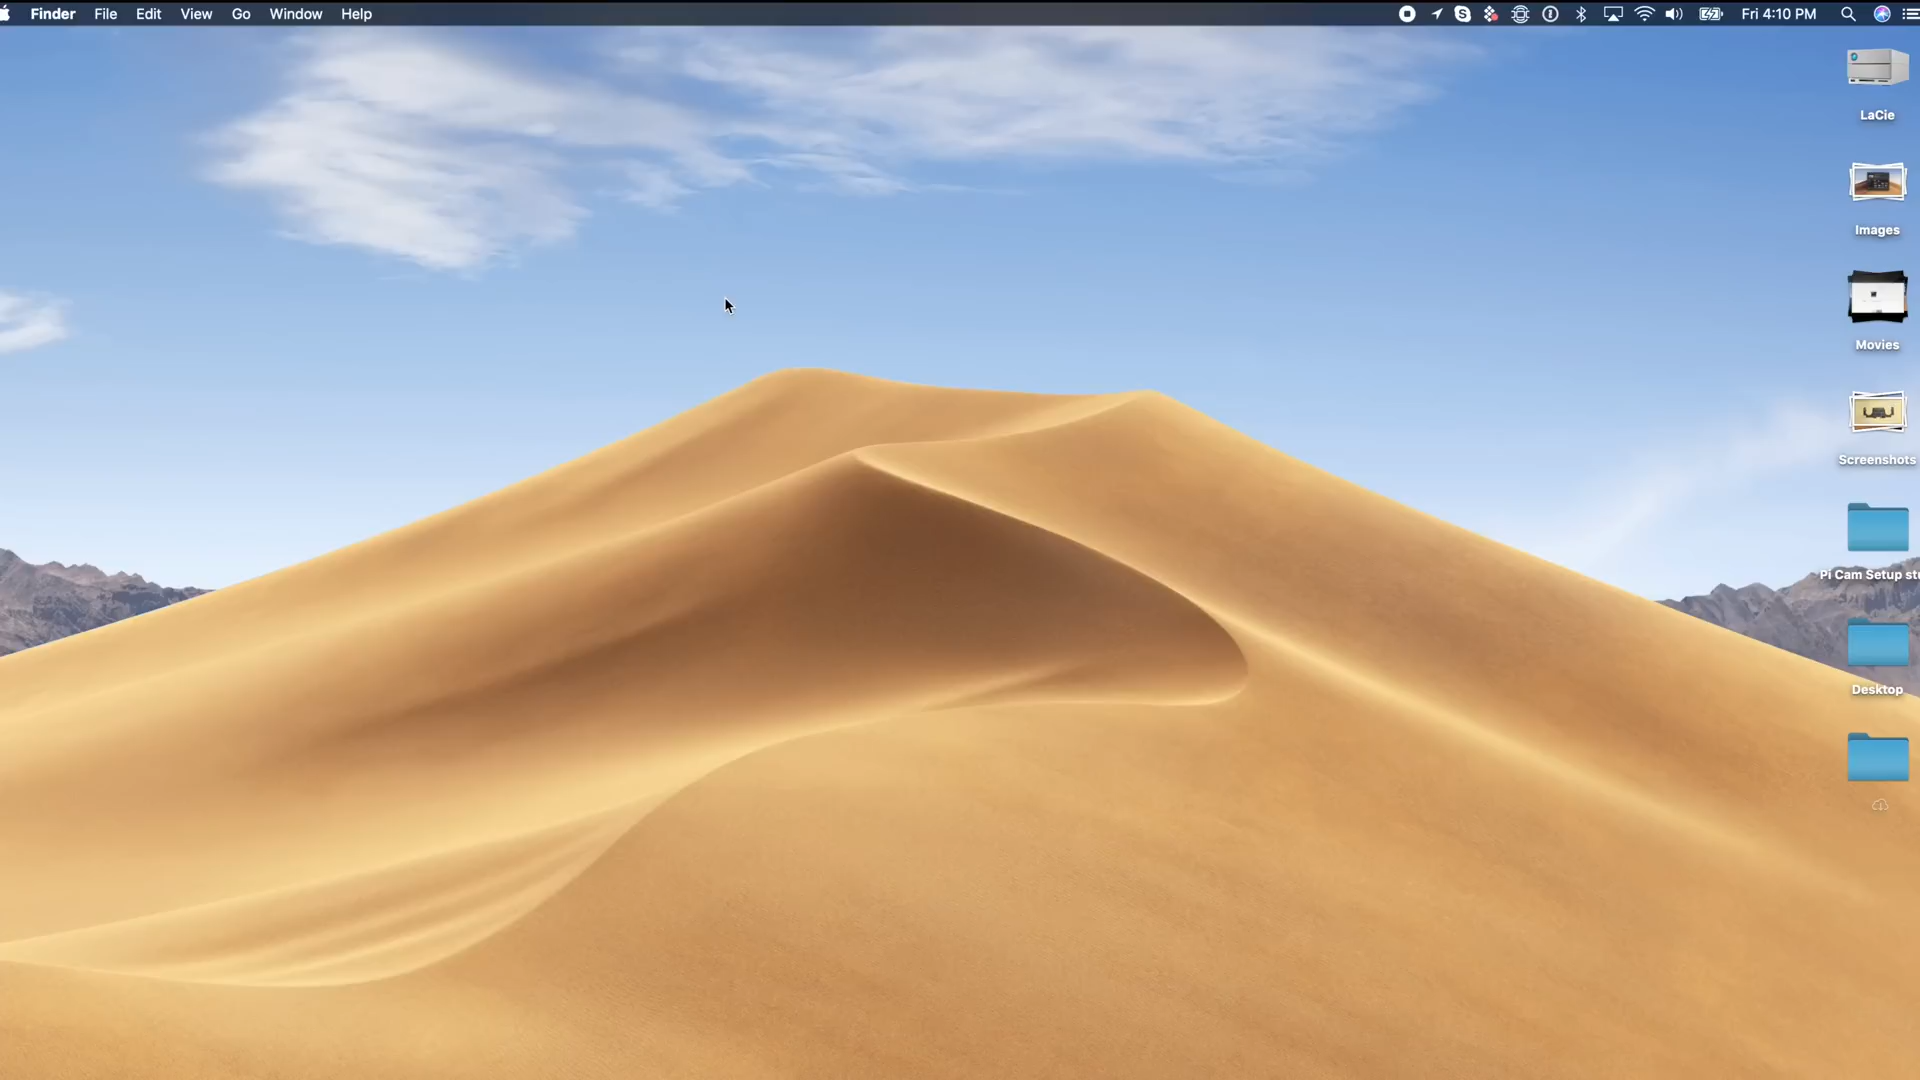 Finder File Edit View Go Window Help Fri 4:10 PM
LaCie
Images
Movies
Screenshots
Pi Cam Setup stu
Desktop